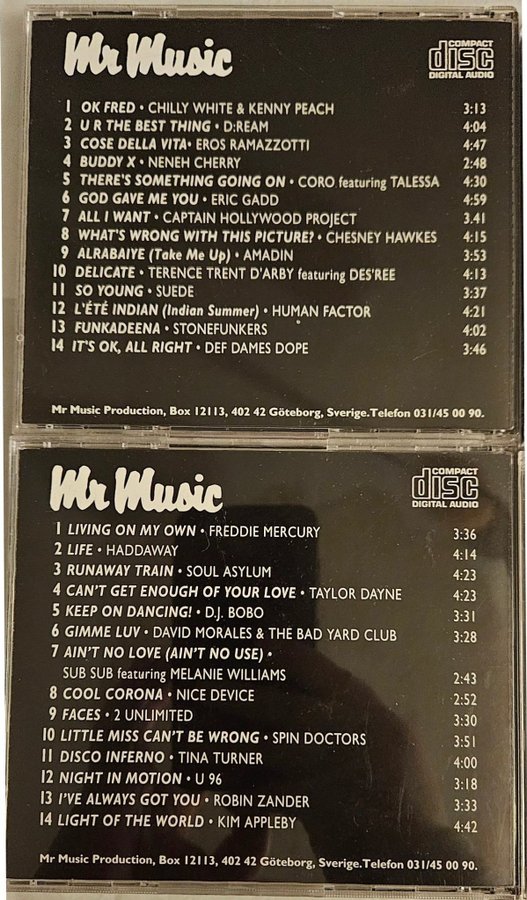 Mr Music
COMPACT
disc
DIGITAL AUDIO
1 OK FRED • CHILLY WHITE & KENNY PEACH 3:13
2 U R THE BEST THING • D:REAM 4:04
3 COSE DELLA VITA • EROS RAMAZZOTTI 4:47
4 BUDDY X • NENEH CHERRY 2:48
5 THERE'S SOMETHING GOING ON • CORO featuring TALESSA 4:30
6 GOD GAVE ME YOU • ERIC GADD 4:59
7 ALL I WANT • CAPTAIN HOLLYWOOD PROJECT 3.41
8 WHAT'S WRONG WITH THIS PICTURE? • CHESNEY HAWKES 4:15
9 ALRABAIYE (Take Me Up) • AMADIN 3:53
10 DELICATE • TERENCE TRENT D'ARBY featuring DES'REE 4:13
11 SO YOUNG • SUEDE 3:37
12 L'ÉTÉ INDIAN (Indian Summer) • HUMAN FACTOR 4:21
13 FUNKADEENA • STONEFUNKERS 4:02
14 IT'S OK, ALL RIGHT • DEF DAMES DOPE 3:46
Mr Music Production, Box 12113, 402 42 Göteborg, Sverige.Telefon 031/45 00 90.
Mr Music
COMPACT
disc
DIGITAL AUDIO
1 LIVING ON MY OWN • FREDDIE MERCURY 3:36
2 LIFE • HADDAWAY 4:14
3 RUNAWAY TRAIN • SOUL ASYLUM 4:23
4 CAN'T GET ENOUGH OF YOUR LOVE • TAYLOR DAYNE 4:23
5 KEEP ON DANCING! • D.J. BOBO 3:31
6 GIMME LUV • DAVID MORALES & THE BAD YARD CLUB 3:28
7 AIN'T NO LOVE (AIN'T NO USE) •
SUB SUB featuring MELANIE WILLIAMS 2:43
8 COOL CORONA • NICE DEVICE 2:52
9 FACES • 2 UNLIMITED 3:30
10 LITTLE MISS CAN'T BE WRONG • SPIN DOCTORS 3:51
11 DISCO INFERNO • TINA TURNER 4:00
12 NIGHT IN MOTION • U 96 3:18
13 I'VE ALWAYS GOT YOU • ROBIN ZANDER 3:33
14 LIGHT OF THE WORLD • KIM APPLEBY 4:42
Mr Music Production, Box 12113, 402 42 Göteborg, Sverige.Telefon 031/45 00 90.